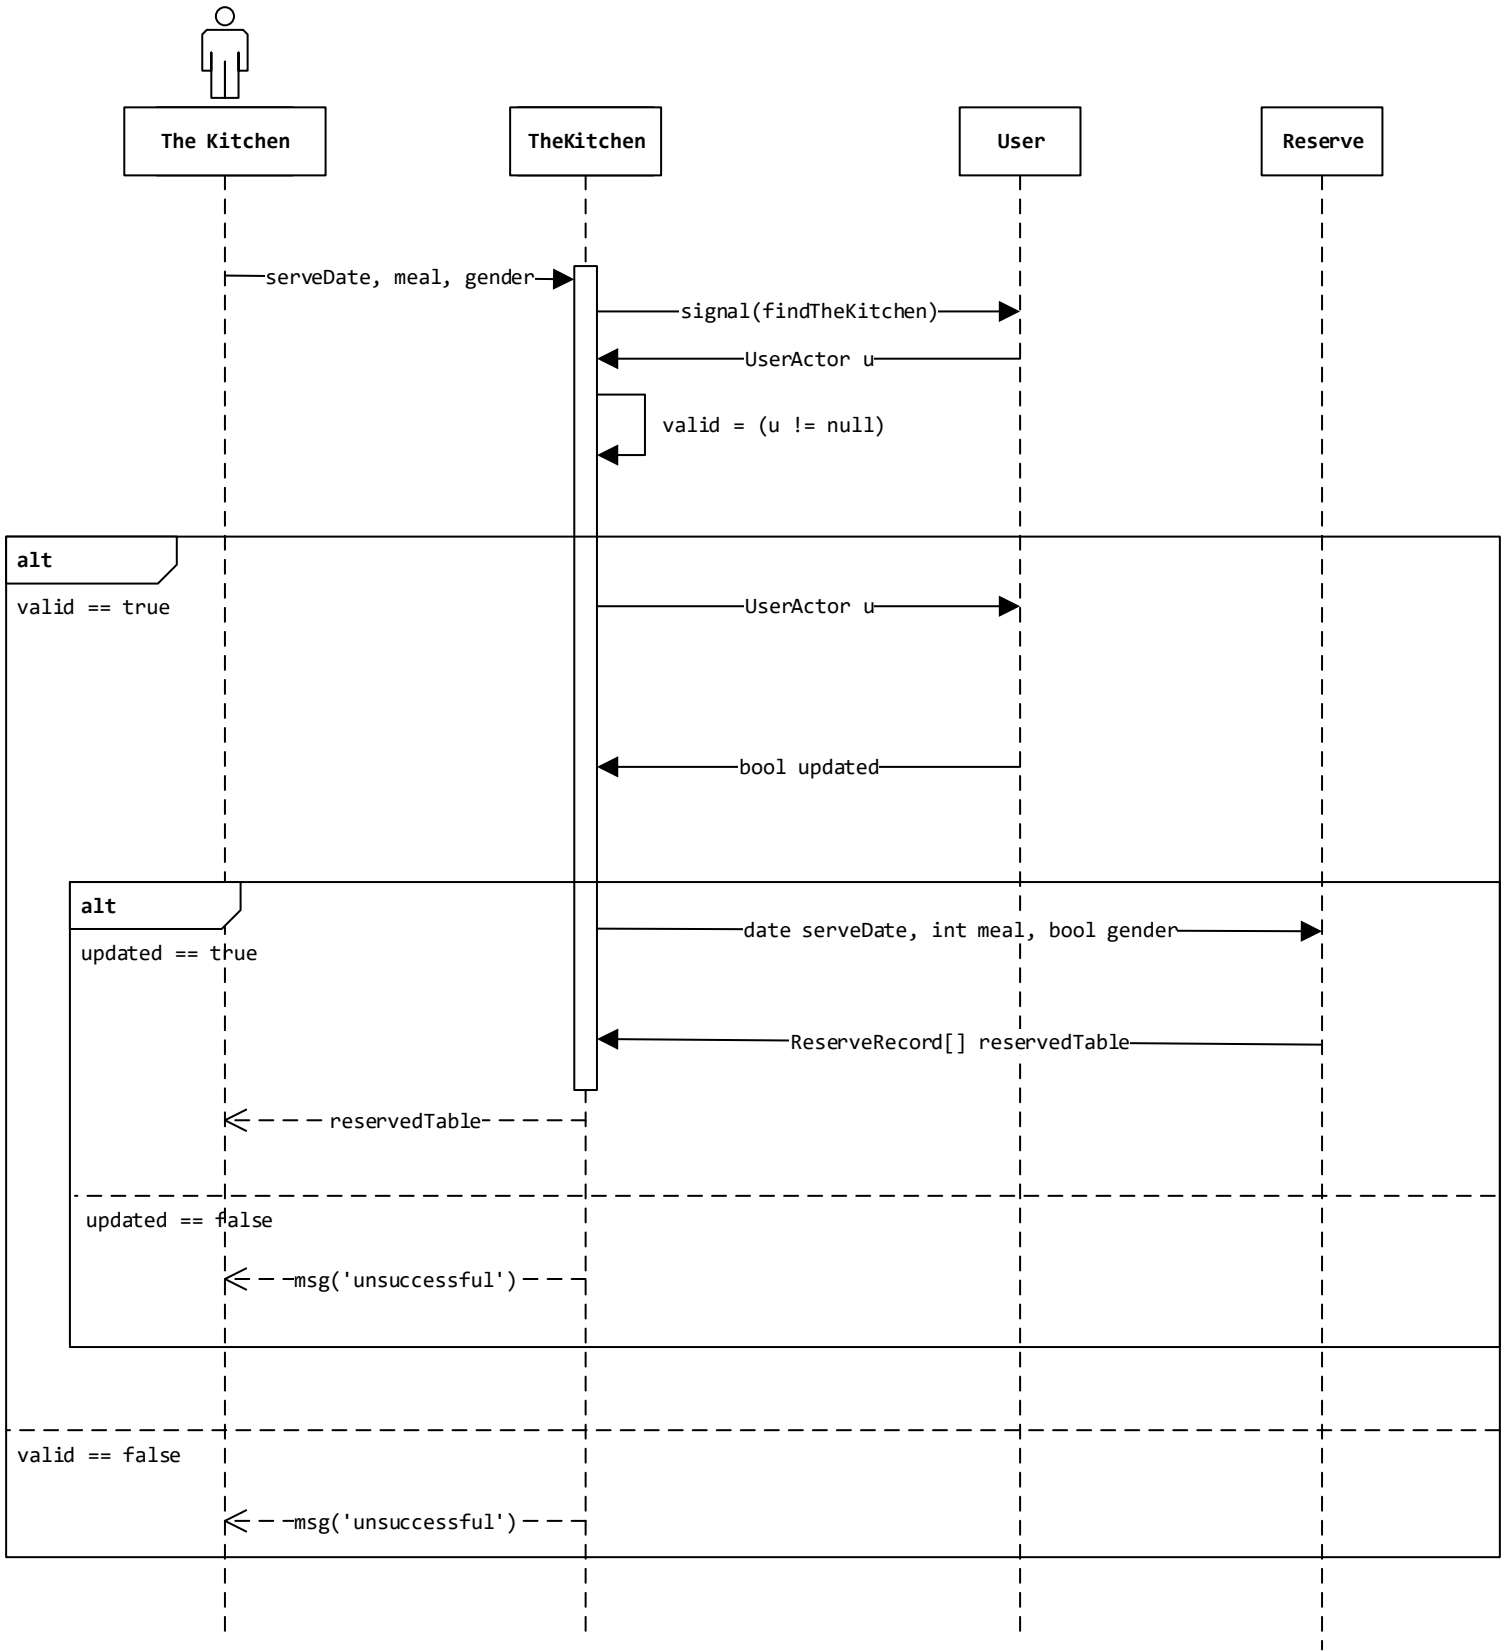 The Kitchen
TheKitchen
User
Reserve
serveDate, meal, gender
signal(findTheKitchen)
UserActor u
valid = (u != null)
alt
valid == true
UserActor u
bool updated
alt
date serveDate, int meal, bool gender
updated == true
ReserveRecord[] reservedTable
reservedTable
updated == false
msg('unsuccessful')
valid == false
msg('unsuccessful')